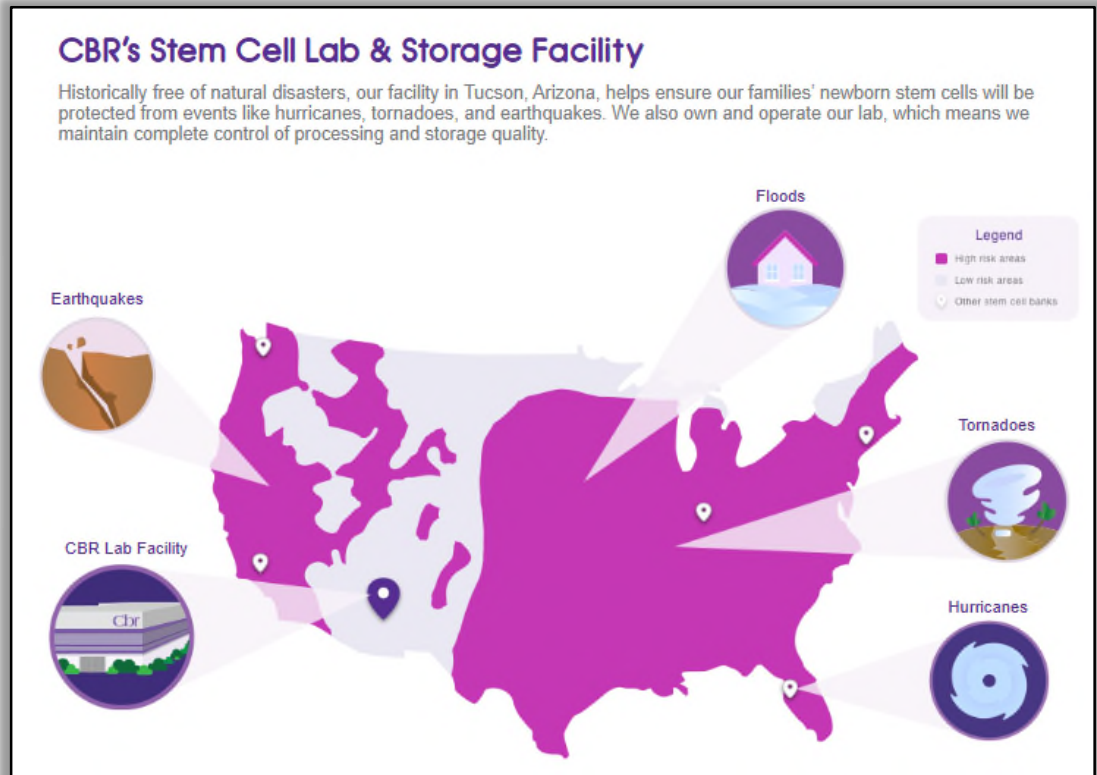 CBR's Stem Cell Lab & Storage Facility
Historically free of natural disasters, our facility in Tucson, Arizona, helps ensure our families' newborn stem cells will be
protected from events like hurricanes, tornadoes, and earthquakes. We also own and operate our lab, which means we
maintain complete control of processing and storage quality.
Floods
Legend
High risk areas
Low risk areas
Other stem cell banks
Earthquakes
Tornadoes
CBR Lab Facility
Cbr
Hurricanes